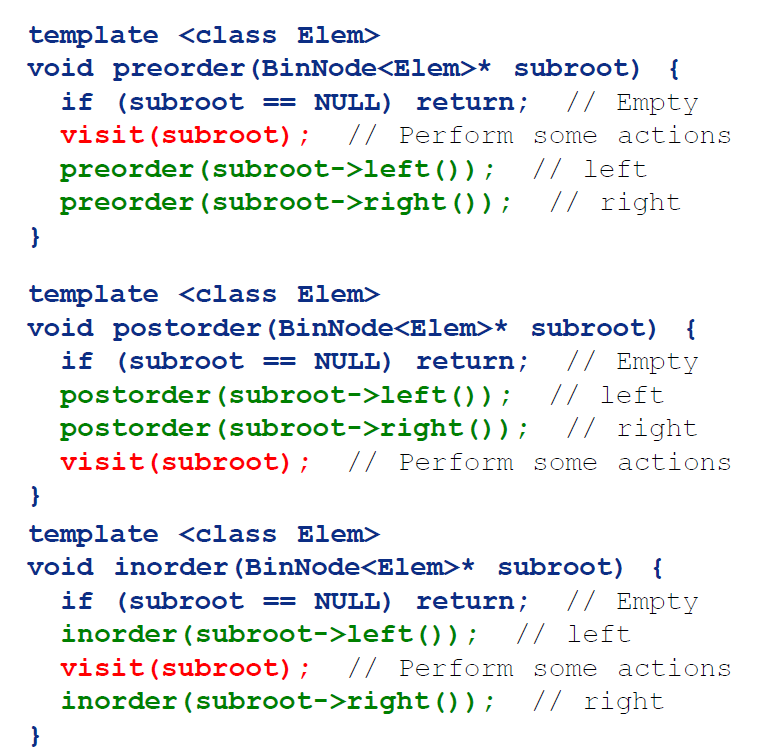 template <class Elem>
void preorder(BinNode<Elem>* subroot) {
  if (subroot == NULL) return;  // Empty
  visit(subroot);  // Perform some actions
  preorder(subroot->left());  // left
  preorder(subroot->right());  // right
}
template <class Elem>
void postorder(BinNode<Elem>* subroot) {
  if (subroot == NULL) return;  // Empty
  postorder(subroot->left());  // left
  postorder(subroot->right());  // right
  visit(subroot);  // Perform some actions
}
template <class Elem>
void inorder(BinNode<Elem>* subroot) {
  if (subroot == NULL) return;  // Empty
  inorder(subroot->left());  // left
  visit(subroot);  // Perform some actions
  inorder(subroot->right());  // right
}